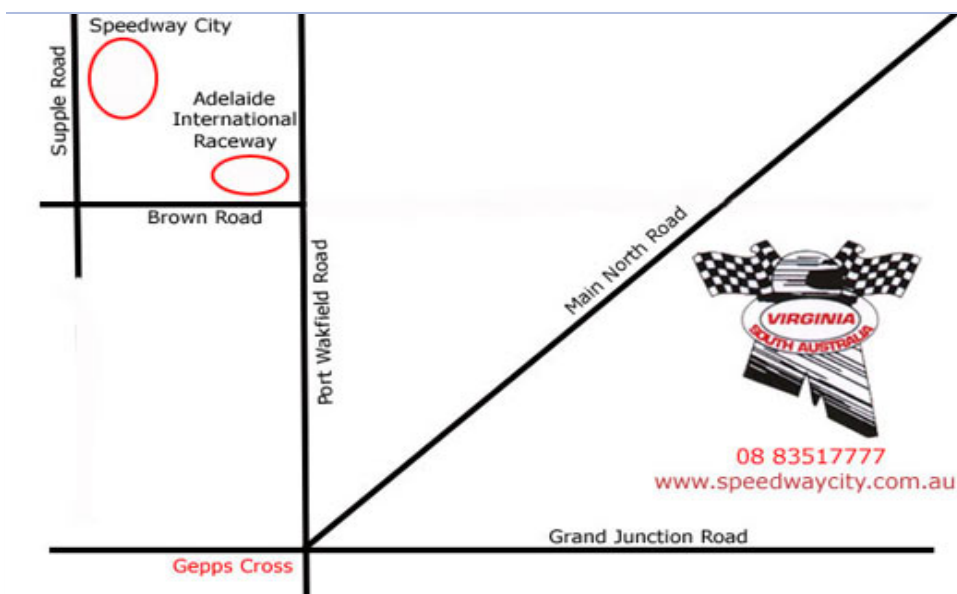 Speedway City
Supple Road
Adelaide
International
Raceway
Brown Road
Port Wakfield Road
Main North Road
VIRGINIA
SOUTH AUSTRALIA
08 83517777
www.speedwaycity.com.au
Grand Junction Road
Gepps Cross